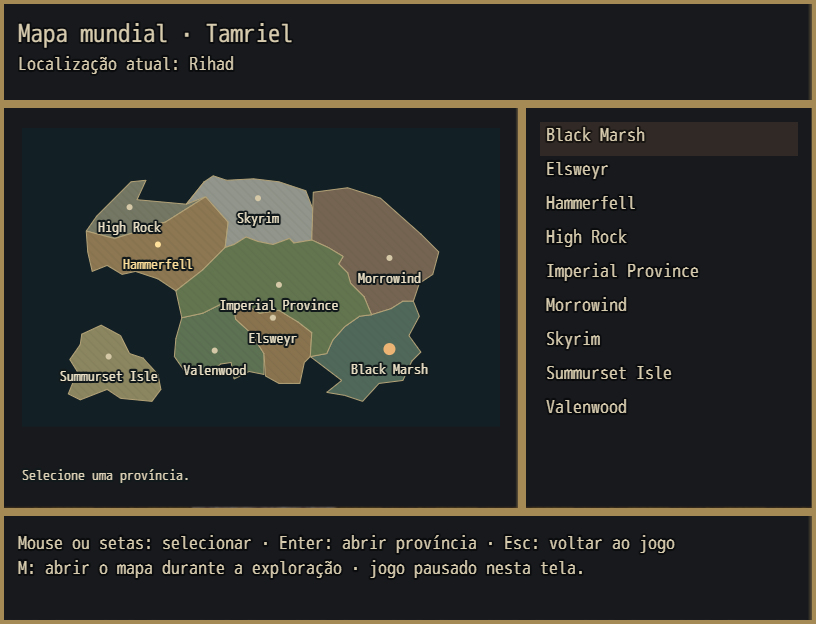 Mapa mundial · Tamriel
Localização atual: Rihad
High Rock
Skyrim
Hammerfell
Morrowind
Imperial Province
Elsweyr
Summurset Isle
Valenwood
Black Marsh
Selecione uma província.
Black Marsh
Elsweyr
Hammerfell
High Rock
Imperial Province
Morrowind
Skyrim
Summurset Isle
Valenwood
Mouse ou setas: selecionar · Enter: abrir província · Esc: voltar ao jogo
M: abrir o mapa durante a exploração · jogo pausado nesta tela.